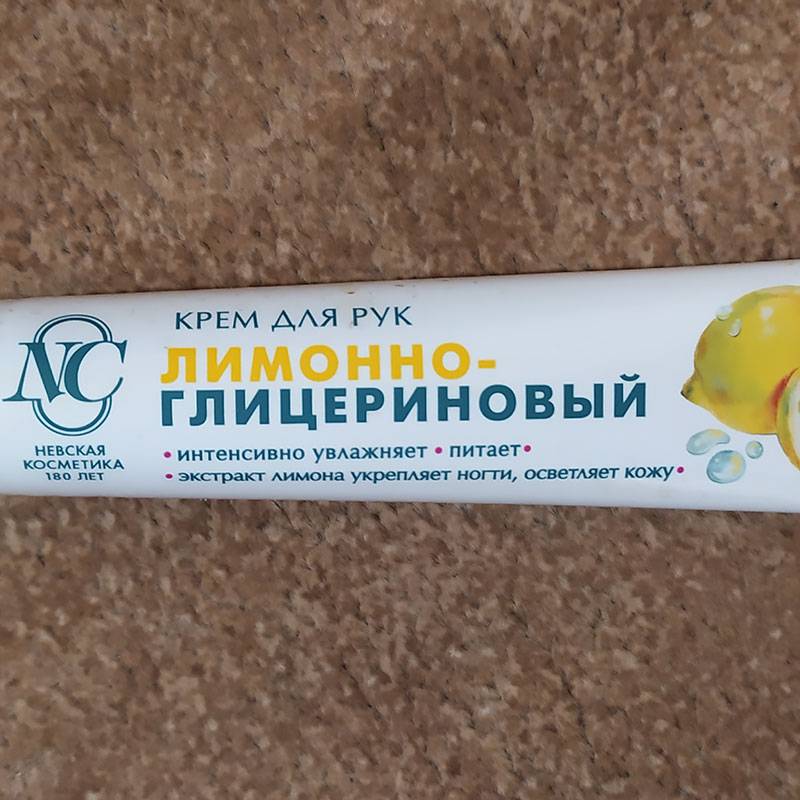 NC
НЕВСКАЯ
КОСМЕТИКА
180 ЛЕТ
КРЕМ ДЛЯ РУК
ЛИМОННО-
ГЛИЦЕРИНОВЫЙ
• ИНТЕНСИВНО УВЛАЖНЯЕТ • ПИТАЕТ •
• ЭКСТРАКТ ЛИМОНА УКРЕПЛЯЕТ НОГТИ, ОСВЕТЛЯЕТ КОЖУ •